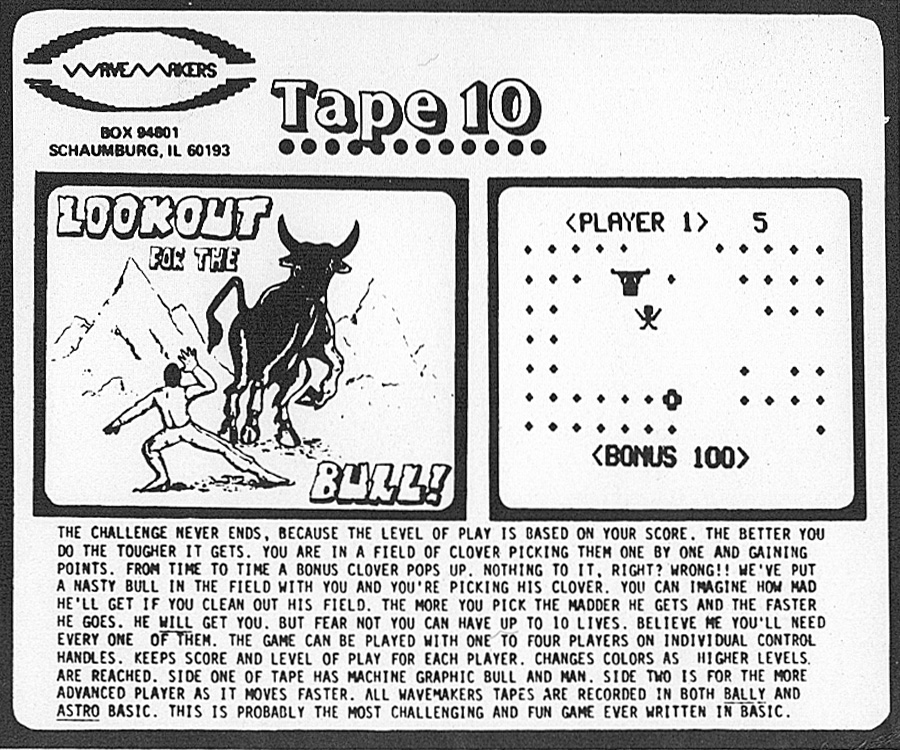 WAVEMAKERS
BOX 94801
SCHAUMBURG, IL 60193
Tape 10
LOOKOUT
FOR THE
BULL!
<PLAYER 1> 5
<BONUS 100>
THE CHALLENGE NEVER ENDS, BECAUSE THE LEVEL OF PLAY IS BASED ON YOUR SCORE. THE BETTER YOU
DO THE TOUGHER IT GETS. YOU ARE IN A FIELD OF CLOVER PICKING THEM ONE BY ONE AND GAINING
POINTS. FROM TIME TO TIME A BONUS CLOVER POPS UP. NOTHING TO IT, RIGHT? WRONG!! WE'VE PUT
A NASTY BULL IN THE FIELD WITH YOU AND YOU'RE PICKING HIS CLOVER. YOU CAN IMAGINE HOW MAD
HE'LL GET IF YOU CLEAN OUT HIS FIELD. THE MORE YOU PICK THE MADDER HE GETS AND THE FASTER
HE GOES. HE WILL GET YOU. BUT FEAR NOT YOU CAN HAVE UP TO 10 LIVES. BELIEVE ME YOU'LL NEED
EVERY ONE OF THEM. THE GAME CAN BE PLAYED WITH ONE TO FOUR PLAYERS ON INDIVIDUAL CONTROL
HANDLES. KEEPS SCORE AND LEVEL OF PLAY FOR EACH PLAYER. CHANGES COLORS AS HIGHER LEVELS.
ARE REACHED. SIDE ONE OF TAPE HAS MACHINE GRAPHIC BULL AND MAN. SIDE TWO IS FOR THE MORE
ADVANCED PLAYER AS IT MOVES FASTER. ALL WAVEMAKERS TAPES ARE RECORDED IN BOTH BALLY AND
ASTRO BASIC. THIS IS PROBABLY THE MOST CHALLENGING AND FUN GAME EVER WRITTEN IN BASIC.